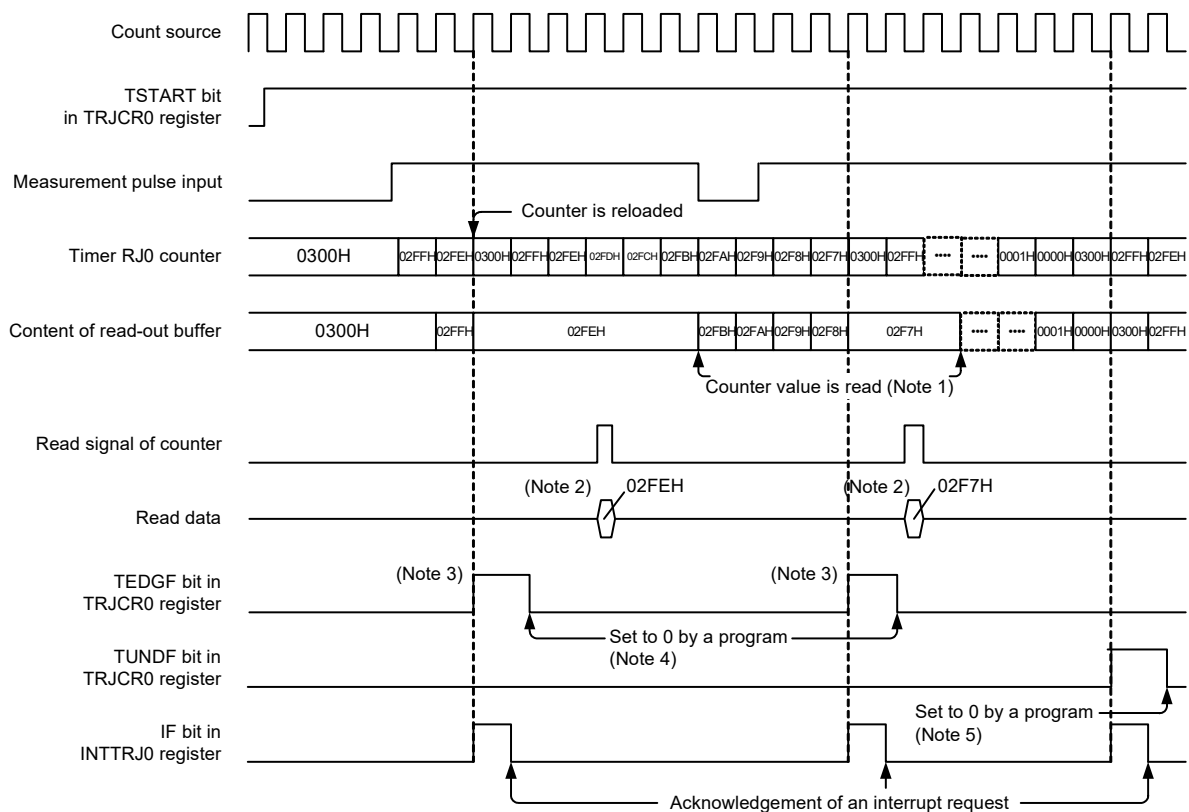 Count source
TSTART bit
in TRJCR0 register
Measurement pulse input
Counter is reloaded
Timer RJ0 counter
0300H 02FFH 02FEH 0300H 02FFH 02FEH 02FDH 02FCH 02FBH 02FAH 02F9H 02F8H 02F7H 0300H 02FFH •••• •••• 0001H 0000H 0300H 02FFH 02FEH
Content of read-out buffer
0300H 02FFH 02FEH 02FBH 02FAH 02F9H 02F8H 02F7H •••• •••• 0001H 0000H 0300H 02FFH
Counter value is read (Note 1)
Read signal of counter
(Note 2) 02FEH (Note 2) 02F7H
Read data
TEDGF bit in
TRJCR0 register
(Note 3) (Note 3)
Set to 0 by a program
(Note 4)
TUNDF bit in
TRJCR0 register
Set to 0 by a program
(Note 5)
IF bit in
INTTRJ0 register
Acknowledgement of an interrupt request